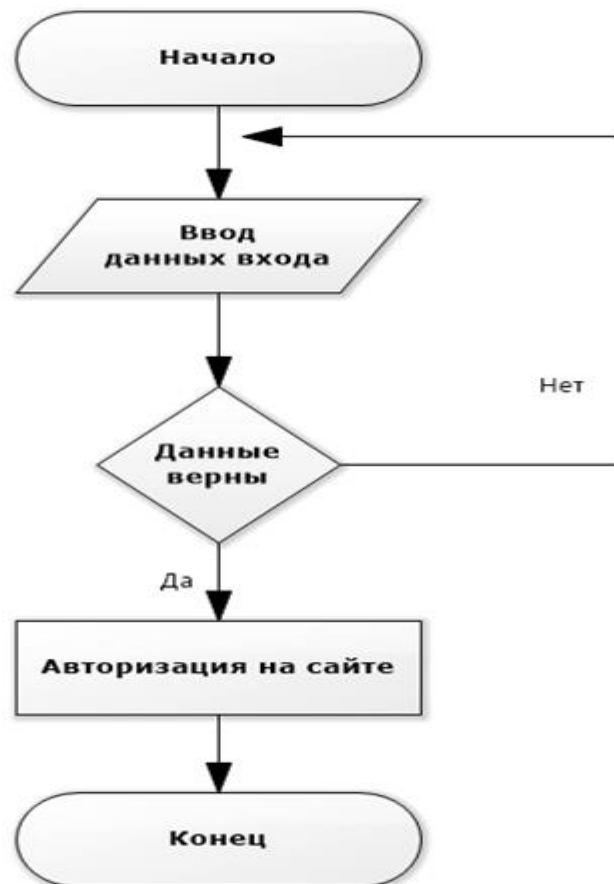 Начало
Ввод
данных входа
Нет
Данные
верны
Да
Авторизация на сайте
Конец